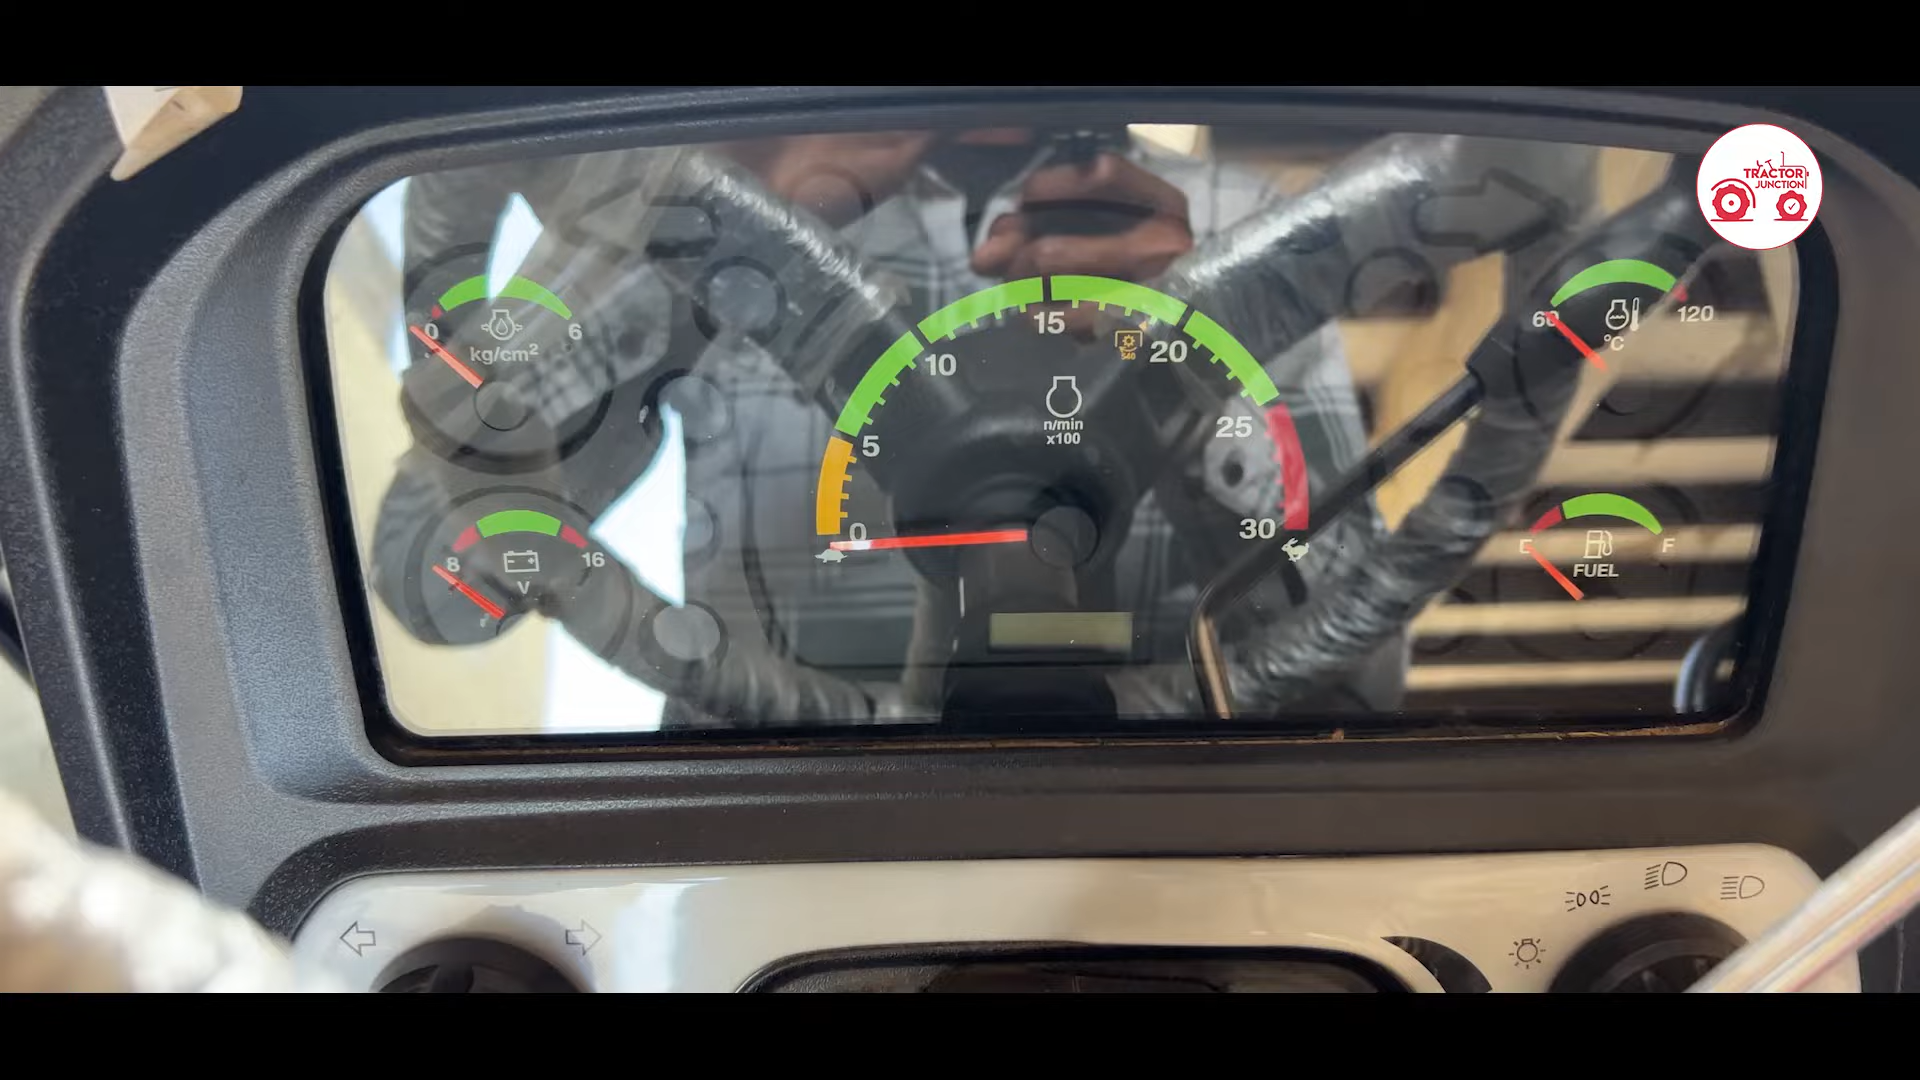 TRACTOR
JUNCTION
0
6
kg/cm²
8
16
V
0
5
10
15
20
25
30
540
n/min
x100
60
120
°C
E
F
FUEL